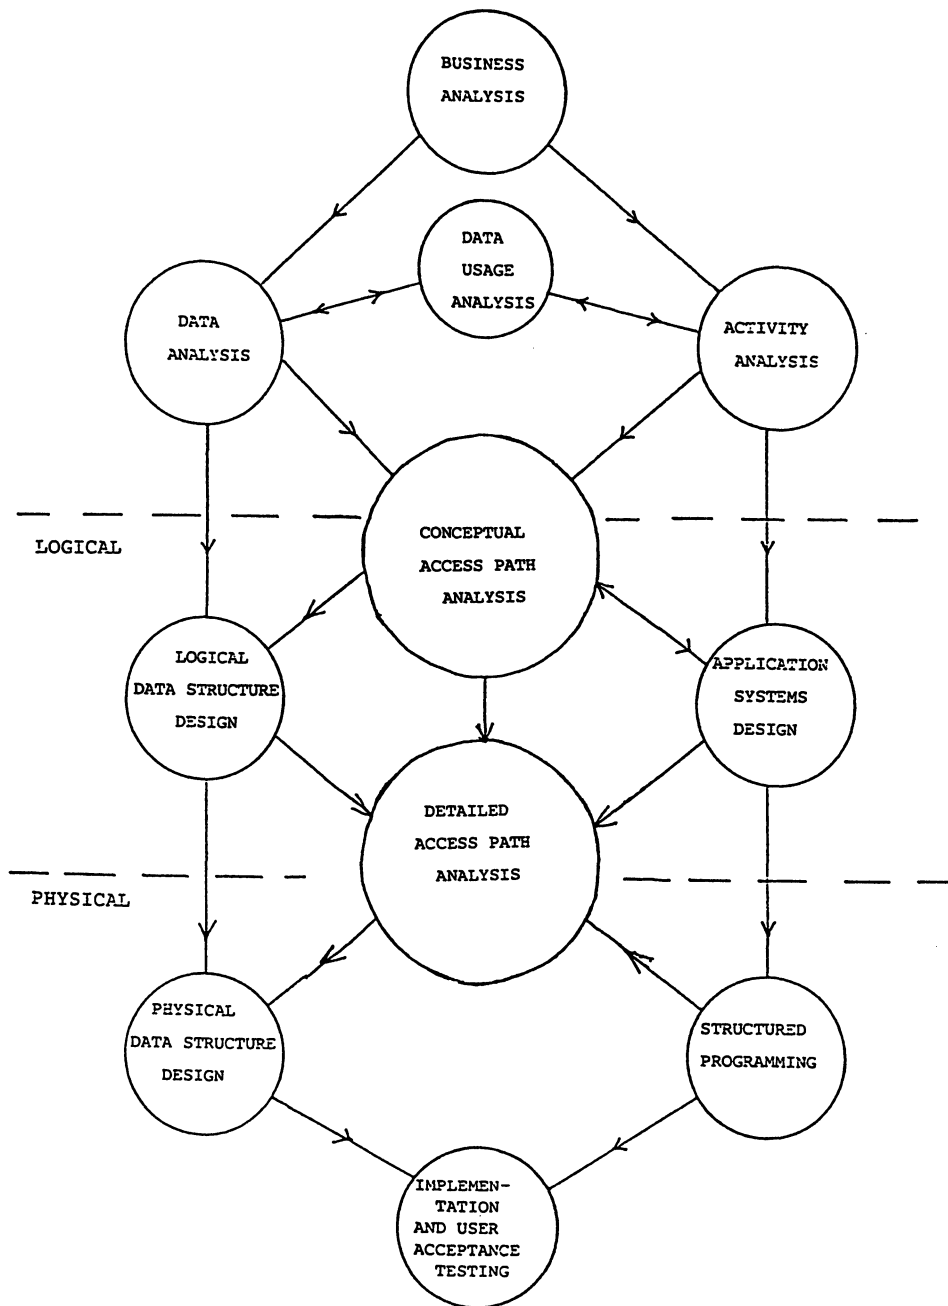 BUSINESS
ANALYSIS
DATA
USAGE
ANALYSIS
DATA
ANALYSIS
ACTIVITY
ANALYSIS
LOGICAL
CONCEPTUAL
ACCESS PATH
ANALYSIS
LOGICAL
DATA STRUCTURE
DESIGN
APPLICATION
SYSTEMS
DESIGN
DETAILED
ACCESS PATH
ANALYSIS
PHYSICAL
PHYSICAL
DATA STRUCTURE
DESIGN
STRUCTURED
PROGRAMMING
IMPLEMEN-
TATION
AND USER
ACCEPTANCE
TESTING